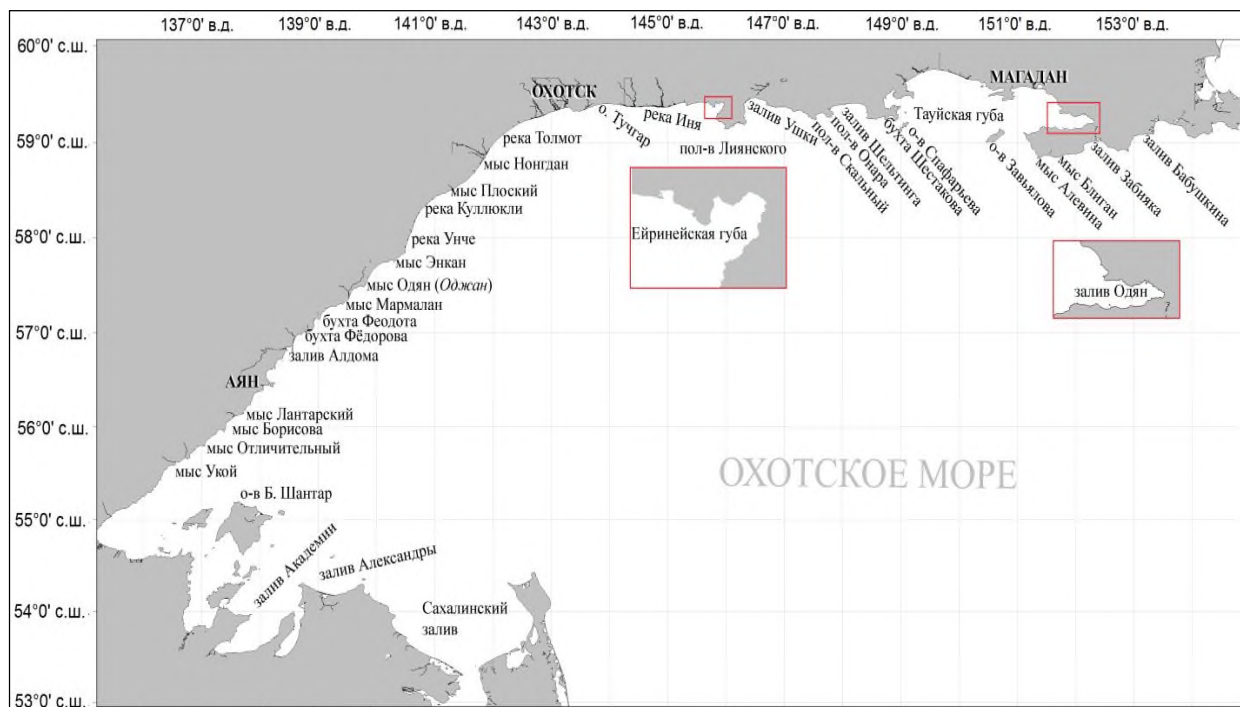 137°0' в.д.
139°0' в.д.
141°0' в.д.
143°0' в.д.
145°0' в.д.
147°0' в.д.
149°0' в.д.
151°0' в.д.
153°0' в.д.
60°0' с.ш.
59°0' с.ш.
58°0' с.ш.
57°0' с.ш.
56°0' с.ш.
55°0' с.ш.
54°0' с.ш.
53°0' с.ш.
ОХОТСК
МАГАДАН
о. Тучгар
река Иня
залив Ушки
пол-в Лиянского
пол-в Скальный
пол-в Онара
залив Шельтинга
бухта Шестакова
о-в Спафарьева
Тауйская губа
о-в Завьялова
мыс Алевина
мыс Блиган
залив Забияка
залив Бабушкина
река Толмот
мыс Нонгдан
мыс Плоский
река Куллюкли
река Унче
мыс Энкан
мыс Одян (Оджан)
мыс Мармалан
бухта Феодота
бухта Фёдорова
залив Алдома
АЯН
мыс Лантарский
мыс Борисова
мыс Отличительный
мыс Укой
о-в Б. Шантар
залив Академии
залив Александры
Сахалинский
залив
Ейринейская губа
залив Одян
ОХОТСКОЕ МОРЕ